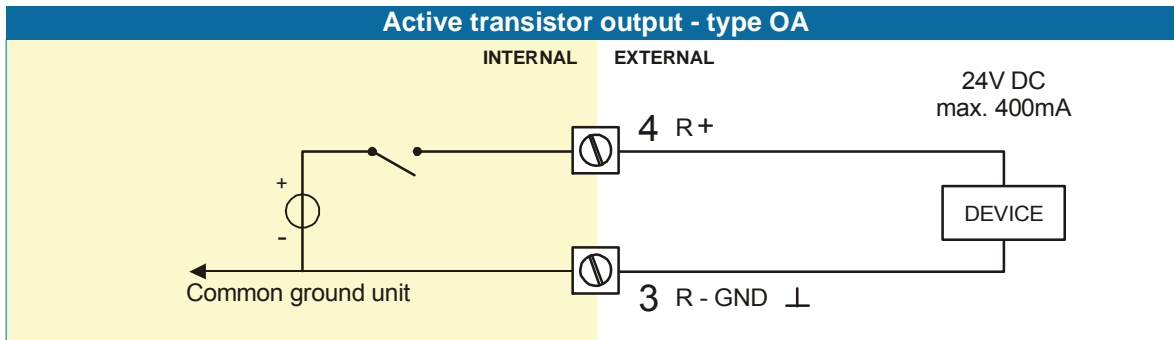 Active transistor output - type OA
INTERNAL EXTERNAL
24V DC
max. 400mA
4 R+
+
-
DEVICE
Common ground unit
3 R - GND ⊥